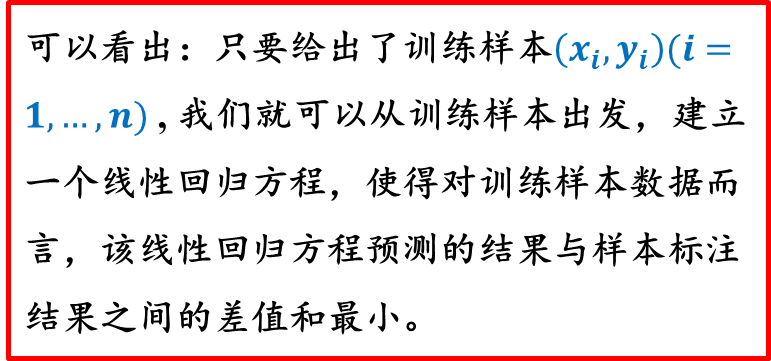 可以看出：只要给出了训练样本(xᵢ, yᵢ)(i =
1, … , n)，我们就可以从训练样本出发，建立
一个线性回归方程，使得对训练样本数据而
言，该线性回归方程预测的结果与样本标注
结果之间的差值和最小。